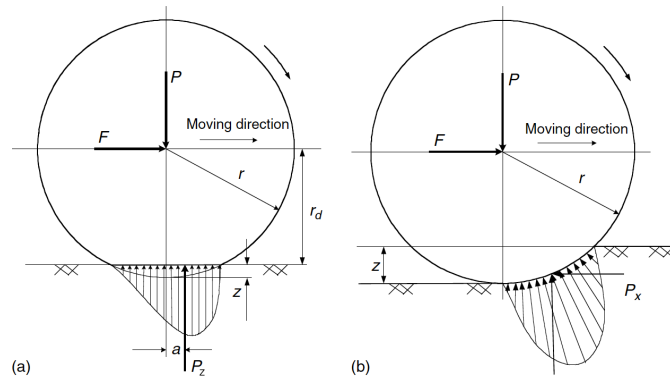 P
F
Moving direction
r
r_d
z
a
P_z
(a)
P
F
Moving direction
r
z
P_x
(b)